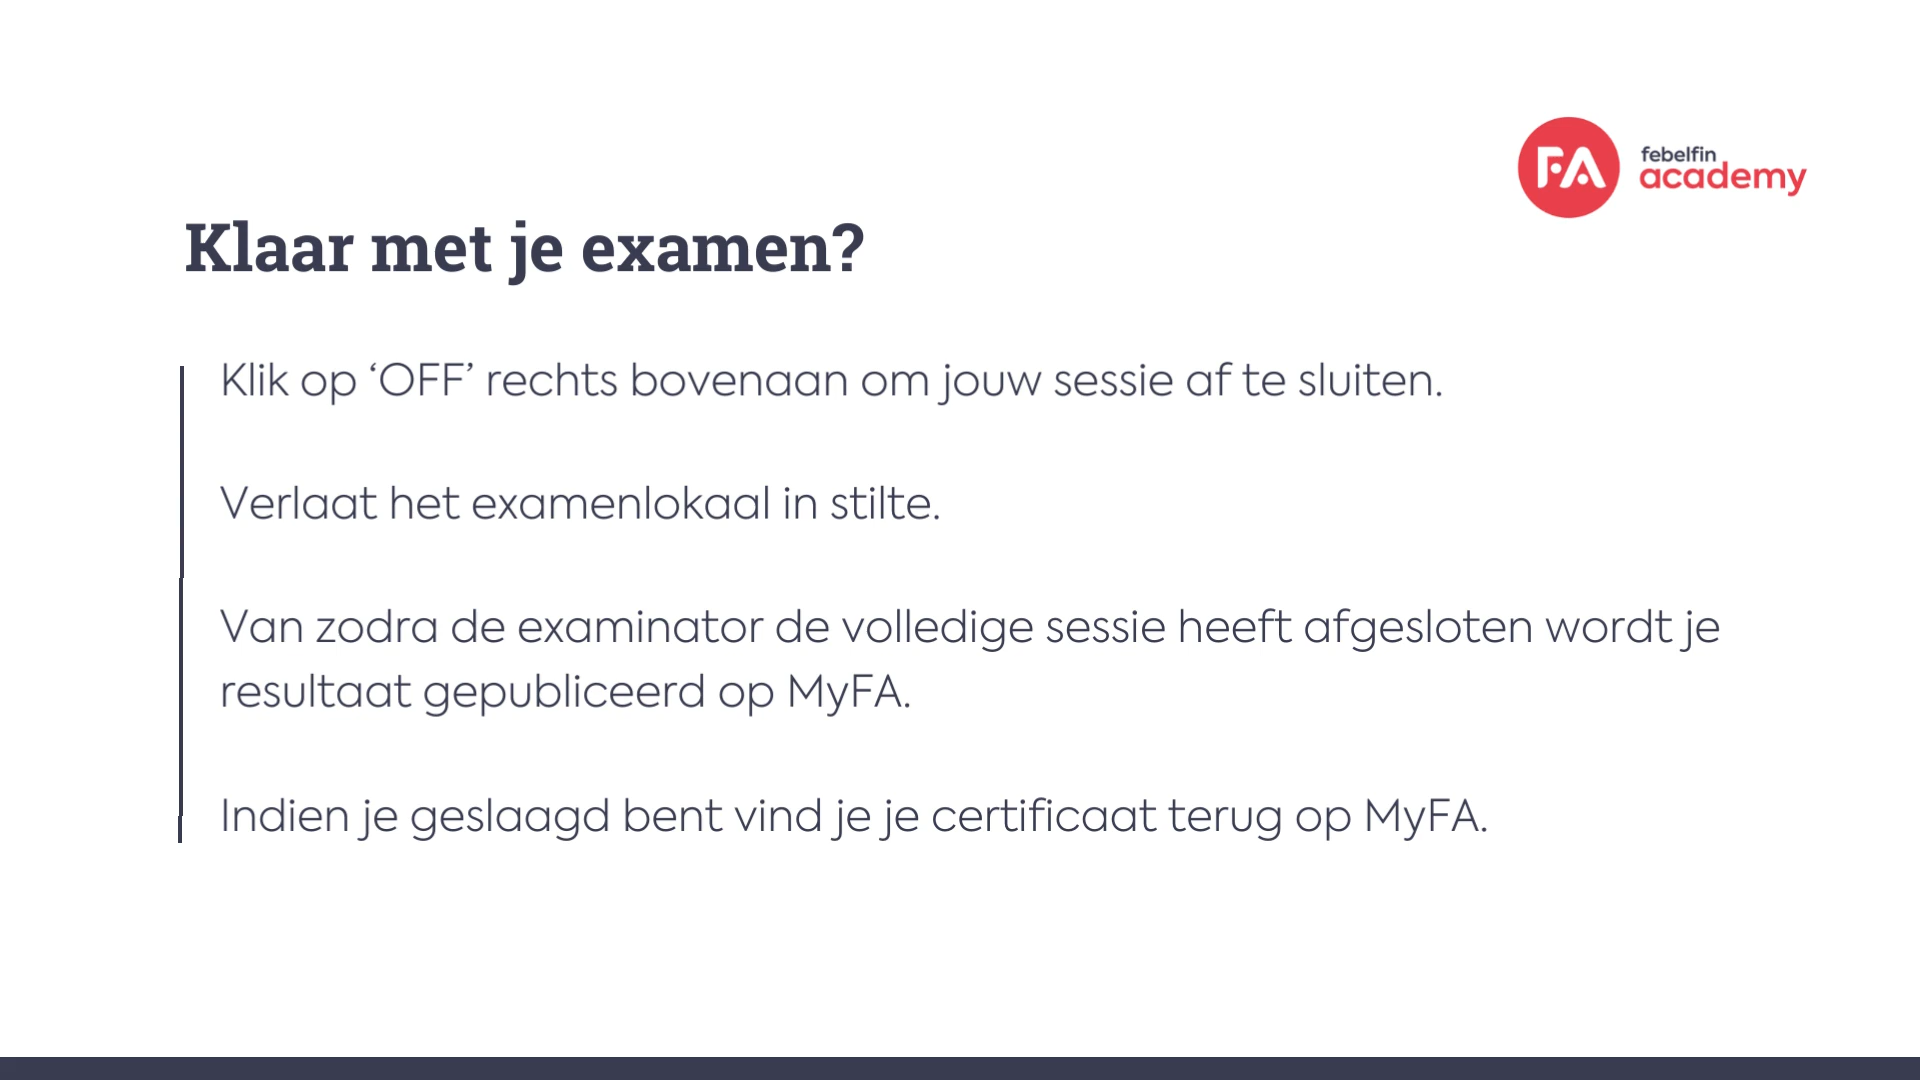 FA febelfin
academy
Klaar met je examen?
Klik op ‘OFF’ rechts bovenaan om jouw sessie af te sluiten.
Verlaat het examenlokaal in stilte.
Van zodra de examinator de volledige sessie heeft afgesloten wordt je
resultaat gepubliceerd op MyFA.
Indien je geslaagd bent vind je je certificaat terug op MyFA.